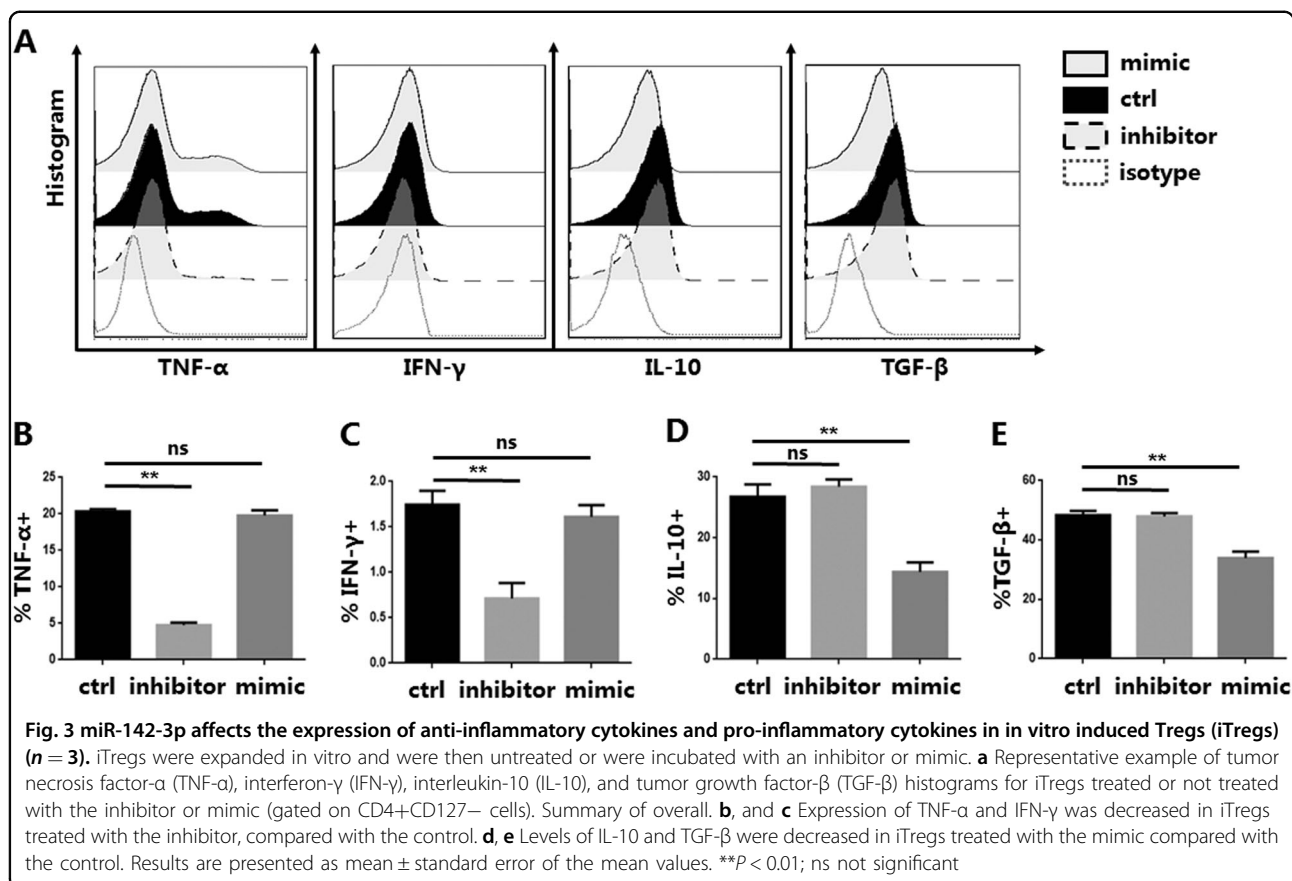 A
Histogram
TNF-α
IFN-γ
IL-10
TGF-β
mimic
ctrl
inhibitor
isotype
B
ns
**
% TNF-α+
25
20
15
10
5
0
ctrl inhibitor mimic
C
ns
**
% IFN-γ+
2.0
1.5
1.0
0.5
0.0
ctrl inhibitor mimic
D
**
ns
% IL-10+
30
20
10
0
ctrl inhibitor mimic
E
**
ns
%TGF-β+
60
40
20
0
ctrl inhibitor mimic
Fig. 3 miR-142-3p affects the expression of anti-inflammatory cytokines and pro-inflammatory cytokines in in vitro induced Tregs (iTregs)
(n = 3). iTregs were expanded in vitro and were then untreated or were incubated with an inhibitor or mimic. a Representative example of tumor
necrosis factor-α (TNF-α), interferon-γ (IFN-γ), interleukin-10 (IL-10), and tumor growth factor-β (TGF-β) histograms for iTregs treated or not treated
with the inhibitor or mimic (gated on CD4+CD127− cells). Summary of overall. b, and c Expression of TNF-α and IFN-γ was decreased in iTregs
treated with the inhibitor, compared with the control. d, e Levels of IL-10 and TGF-β were decreased in iTregs treated with the mimic compared with
the control. Results are presented as mean ± standard error of the mean values. **P < 0.01; ns not significant